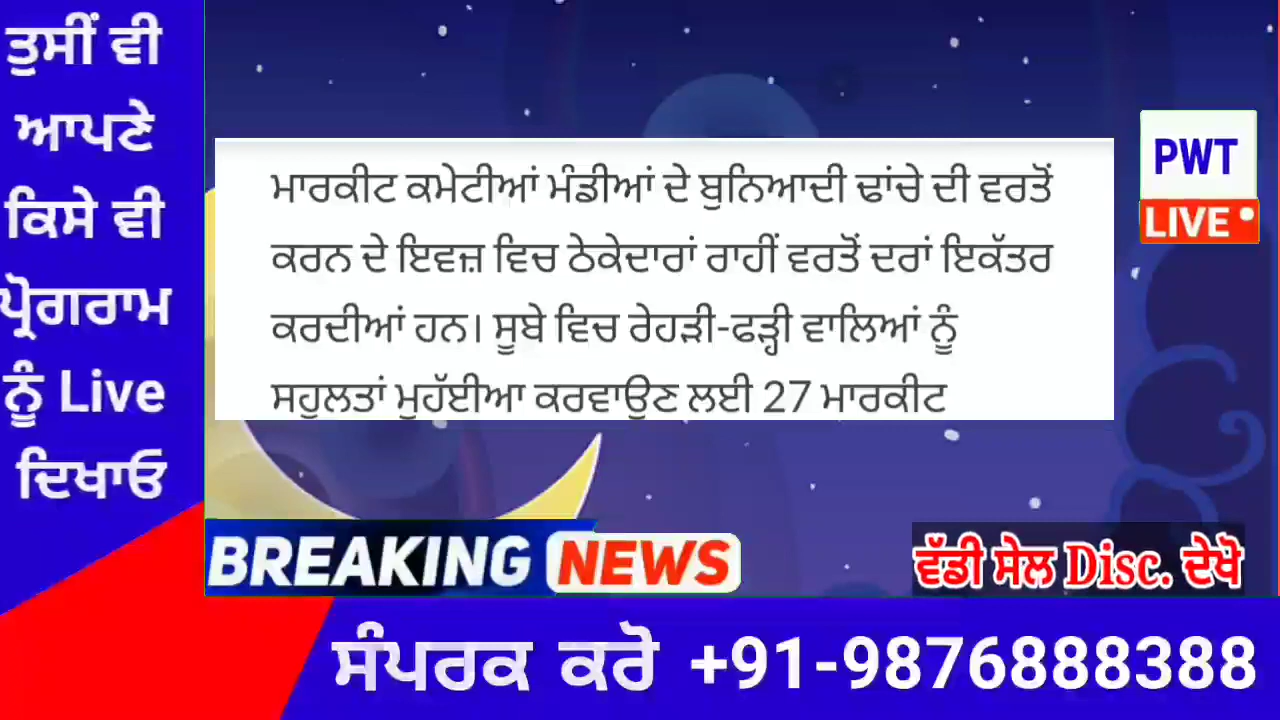 ਤੁਸੀਂ ਵੀ
ਆਪਣੇ
ਕਿਸੇ ਵੀ
ਪ੍ਰੋਗਰਾਮ
ਨੂੰ Live
ਦਿਖਾਓ
ਮਾਰਕੀਟ ਕਮੇਟੀਆਂ ਮੰਡੀਆਂ ਦੇ ਬੁਨਿਆਦੀ ਢਾਂਚੇ ਦੀ ਵਰਤੋਂ
ਕਰਨ ਦੇ ਇਵਜ਼ ਵਿਚ ਠੇਕੇਦਾਰਾਂ ਰਾਹੀਂ ਵਰਤੋਂ ਦਰਾਂ ਇਕੱਤਰ
ਕਰਦੀਆਂ ਹਨ। ਸੂਬੇ ਵਿਚ ਰੇਹੜੀ-ਫੜ੍ਹੀ ਵਾਲਿਆਂ ਨੂੰ
ਸਹੂਲਤਾਂ ਮੁਹੱਈਆ ਕਰਵਾਉਣ ਲਈ 27 ਮਾਰਕੀਟ
PWT
LIVE
BREAKING NEWS
ਵੱਡੀ ਸੇਲ Disc. ਦੇਖੋ
ਸੰਪਰਕ ਕਰੋ +91-9876888388